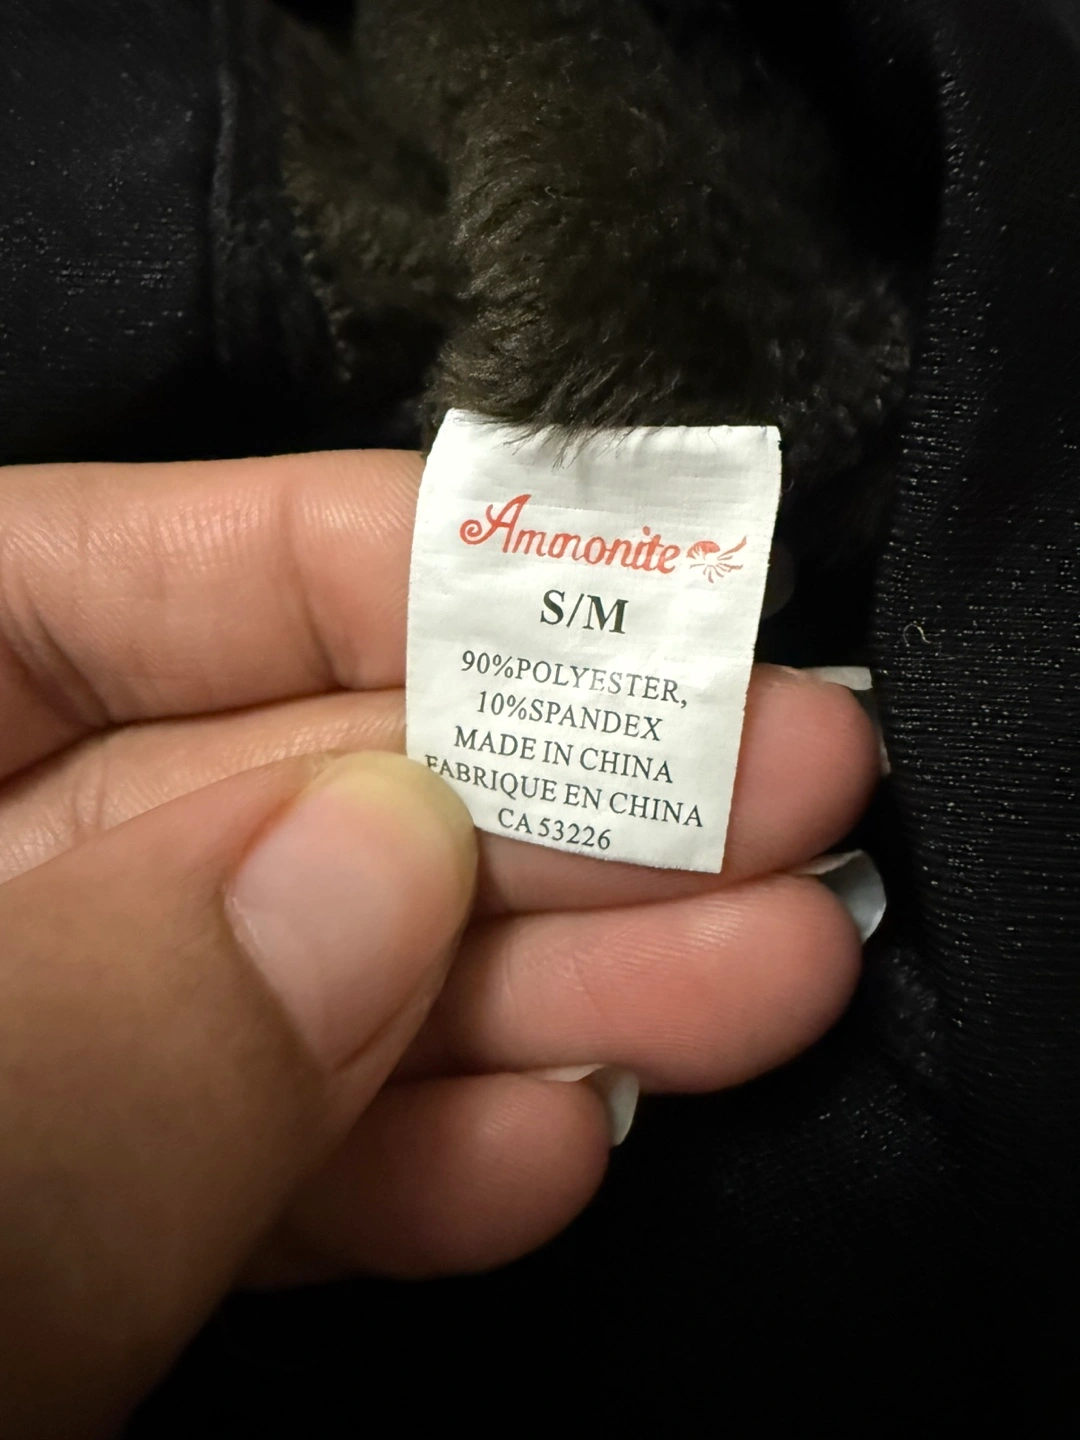 Ammonite
S/M
90%POLYESTER,
10%SPANDEX
MADE IN CHINA
FABRIQUE EN CHINA
CA 53226